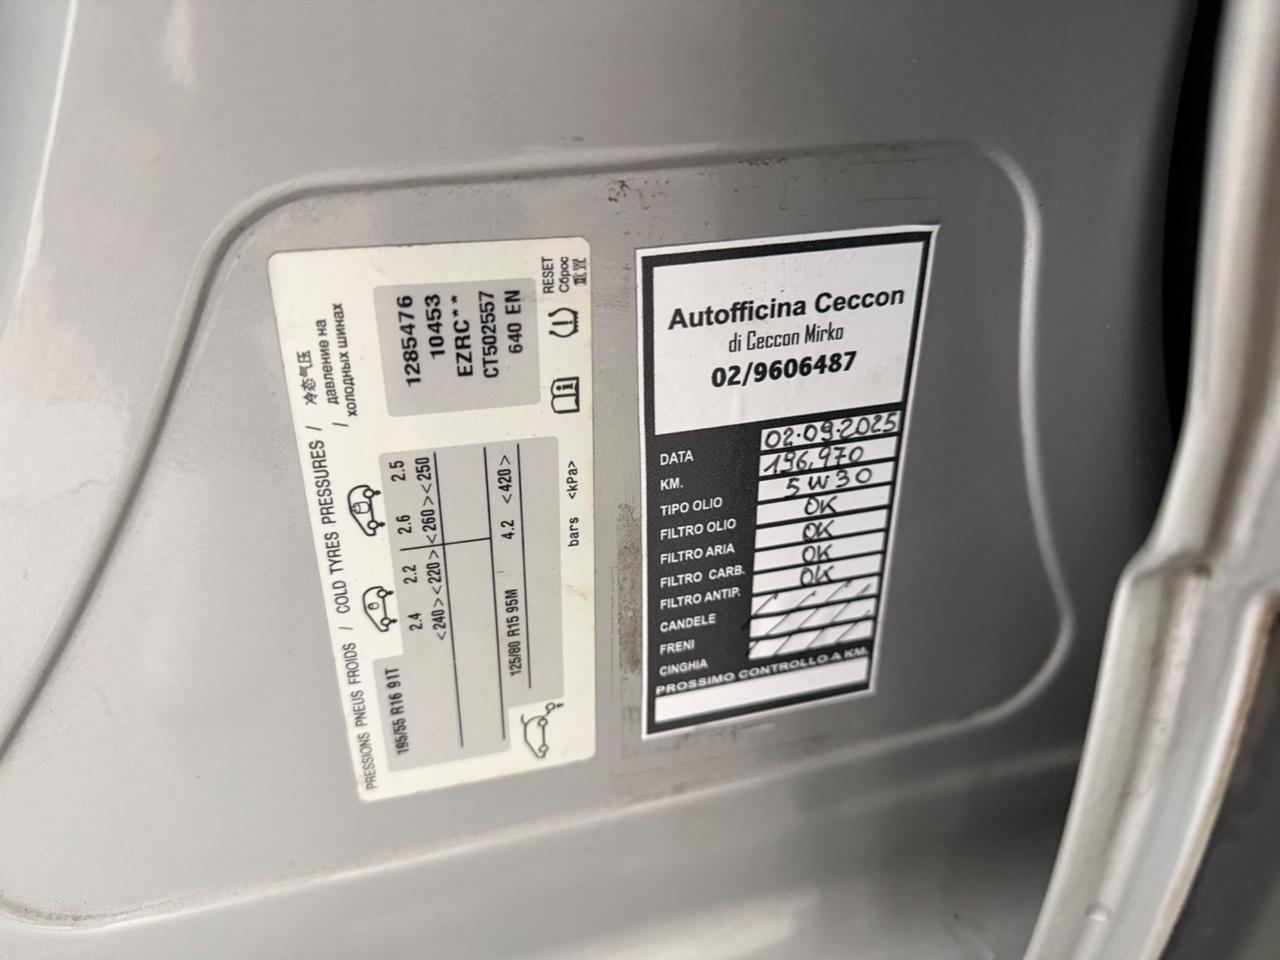 PRESSIONS PNEUS FROIDS / COLD TYRES PRESSURES / 冷态气压
/ давление на
холодных шинах
195/55 R16 91T 2.4 2.2 2.6 2.5
<240> <220> <260> <250
125/80 R15 95M 4.2 <420>
bars <kPa>
1285476
10453
EZRC**
CT502557
640 EN
RESET
Сброс
重置
Autofficina Ceccon
di Ceccon Mirko
02/9606487
DATA 02.09.2025
KM. 196.970
TIPO OLIO 5W30
FILTRO OLIO OK
FILTRO ARIA OK
FILTRO CARB. OK
FILTRO ANTIP. OK
CANDELE
FRENI
CINGHIA
PROSSIMO CONTROLLO A KM.